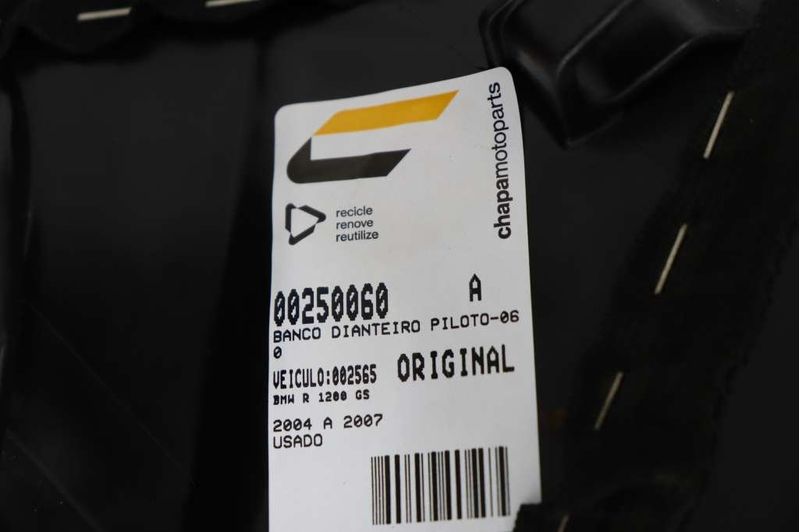 chapamotoparts
recicle
renove
reutilize
00250060 A
BANCO DIANTEIRO PILOTO-06
0
VEICULO:002565 ORIGINAL
BMW R 1200 GS
2004 A 2007
USADO